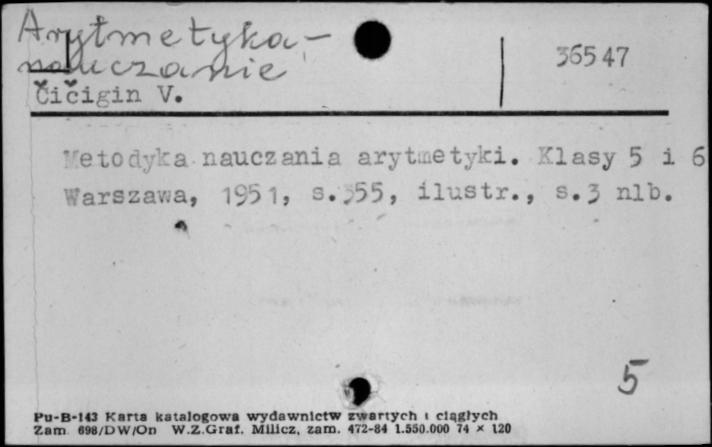 Arytmetyka -
nauczanie
36547
Čičigin V.
Metodyka nauczania arytmetyki. Klasy 5 i 6
Warszawa, 1951, s.355, ilustr., s.3 nlb.
5
Pu-B-143 Karta katalogowa wydawnictw zwartych i ciągłych
Zam. 698/DW/On W.Z.Graf. Milicz, zam. 472-84 1.550.000 74 × 120